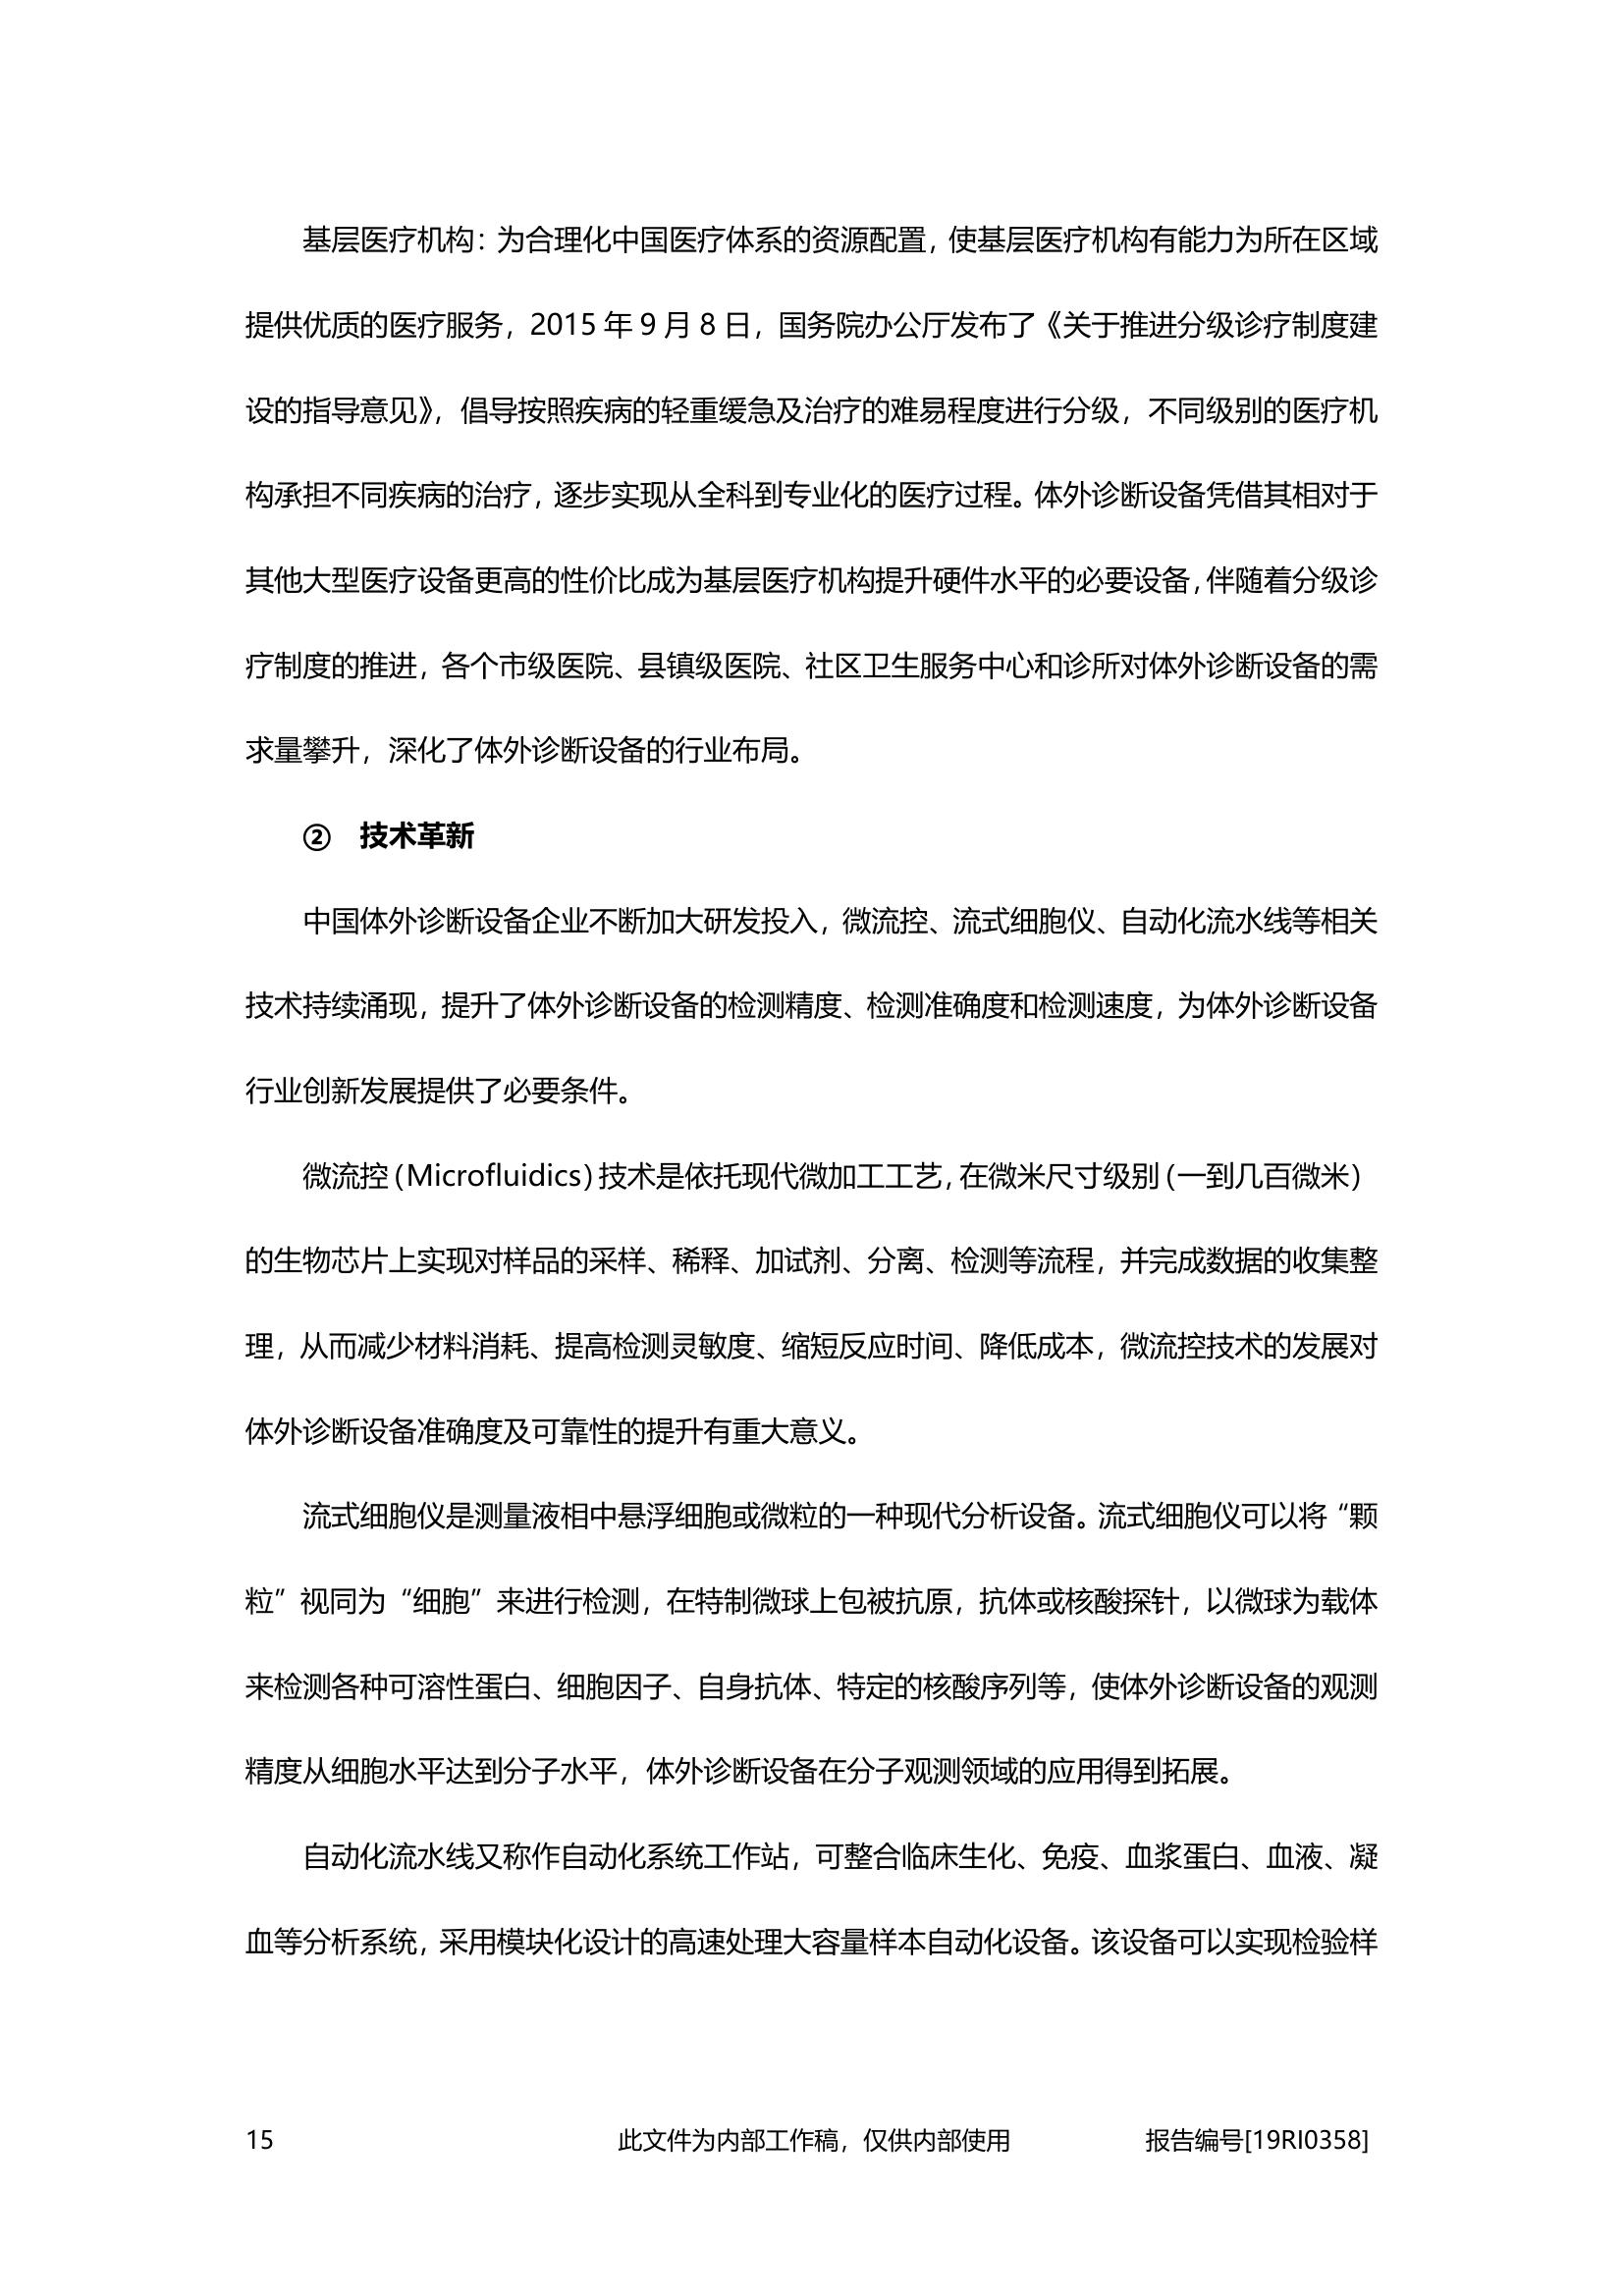 基层医疗机构：为合理化中国医疗体系的资源配置，使基层医疗机构有能力为所在区域
提供优质的医疗服务，2015 年 9 月 8 日，国务院办公厅发布了《关于推进分级诊疗制度建
设的指导意见》，倡导按照疾病的轻重缓急及治疗的难易程度进行分级，不同级别的医疗机
构承担不同疾病的治疗，逐步实现从全科到专业化的医疗过程。体外诊断设备凭借其相对于
其他大型医疗设备更高的性价比成为基层医疗机构提升硬件水平的必要设备，伴随着分级诊
疗制度的推进，各个市级医院、县镇级医院、社区卫生服务中心和诊所对体外诊断设备的需
求量攀升，深化了体外诊断设备的行业布局。
② 技术革新
中国体外诊断设备企业不断加大研发投入，微流控、流式细胞仪、自动化流水线等相关
技术持续涌现，提升了体外诊断设备的检测精度、检测准确度和检测速度，为体外诊断设备
行业创新发展提供了必要条件。
微流控（Microfluidics）技术是依托现代微加工工艺，在微米尺寸级别（一到几百微米）
的生物芯片上实现对样品的采样、稀释、加试剂、分离、检测等流程，并完成数据的收集整
理，从而减少材料消耗、提高检测灵敏度、缩短反应时间、降低成本，微流控技术的发展对
体外诊断设备准确度及可靠性的提升有重大意义。
流式细胞仪是测量液相中悬浮细胞或微粒的一种现代分析设备。流式细胞仪可以将“颗
粒”视同为“细胞”来进行检测，在特制微球上包被抗原，抗体或核酸探针，以微球为载体
来检测各种可溶性蛋白、细胞因子、自身抗体、特定的核酸序列等，使体外诊断设备的观测
精度从细胞水平达到分子水平，体外诊断设备在分子观测领域的应用得到拓展。
自动化流水线又称作自动化系统工作站，可整合临床生化、免疫、血浆蛋白、血液、凝
血等分析系统，采用模块化设计的高速处理大容量样本自动化设备。该设备可以实现检验样
15 此文件为内部工作稿，仅供内部使用 报告编号[19RI0358]